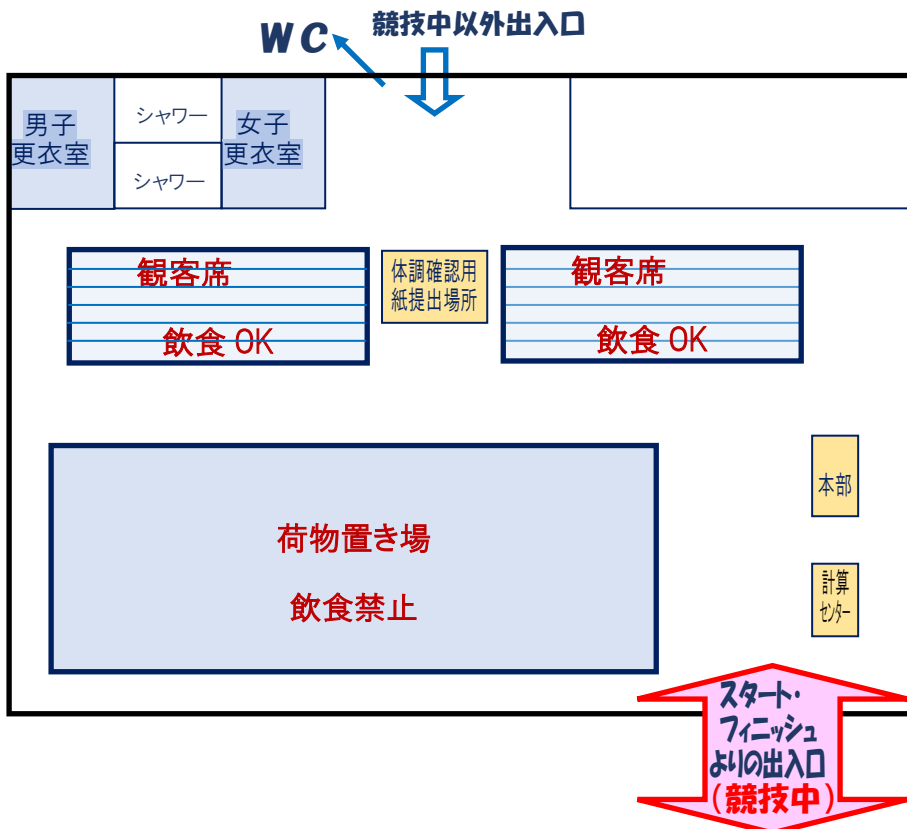 WC
競技中以外出入口
男子
更衣室
シャワー
シャワー
女子
更衣室
観客席
飲食 OK
体調確認用
紙提出場所
観客席
飲食 OK
荷物置き場
飲食禁止
本部
計算
センター
スタート・
フィニッシュ
よりの出入口
(競技中)